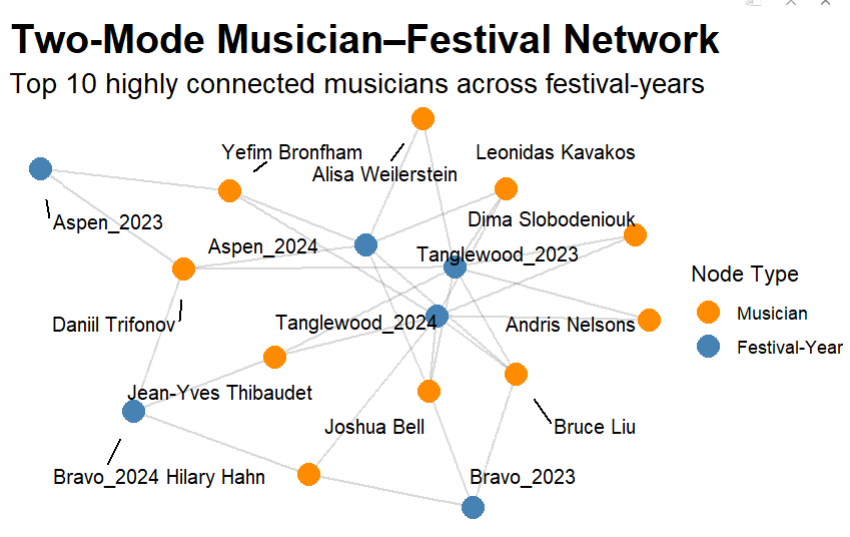 Two-Mode Musician–Festival Network
Top 10 highly connected musicians across festival-years
Yefim Bronfham
Leonidas Kavakos
Alisa Weilerstein
Aspen_2023
Dima Slobodeniouk
Aspen_2024
Tanglewood_2023
Node Type
Musician
Festival-Year
Daniil Trifonov
Tanglewood_2024
Andris Nelsons
Jean-Yves Thibaudet
Joshua Bell
Bruce Liu
Bravo_2024
Hilary Hahn
Bravo_2023